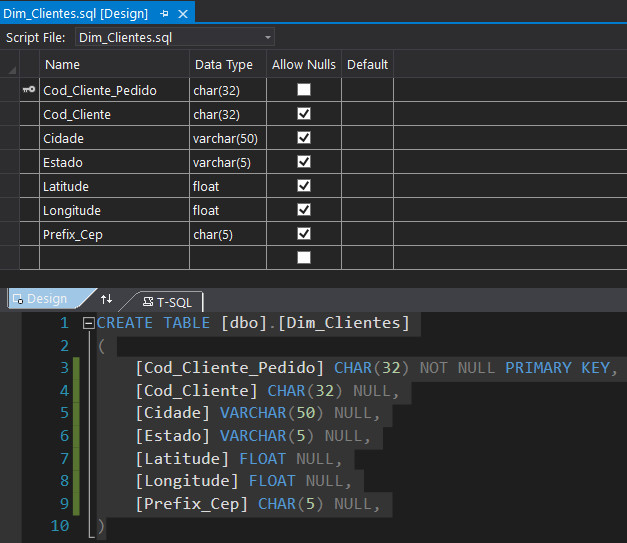 Dim_Clientes.sql [Design]
Script File: Dim_Clientes.sql
Name Data Type Allow Nulls Default
Cod_Cliente_Pedido char(32)
Cod_Cliente char(32)
Cidade varchar(50)
Estado varchar(5)
Latitude float
Longitude float
Prefix_Cep char(5)
Design T-SQL
1 CREATE TABLE [dbo].[Dim_Clientes]
2 (
3 [Cod_Cliente_Pedido] CHAR(32) NOT NULL PRIMARY KEY,
4 [Cod_Cliente] CHAR(32) NULL,
5 [Cidade] VARCHAR(50) NULL,
6 [Estado] VARCHAR(5) NULL,
7 [Latitude] FLOAT NULL,
8 [Longitude] FLOAT NULL,
9 [Prefix_Cep] CHAR(5) NULL,
10 )